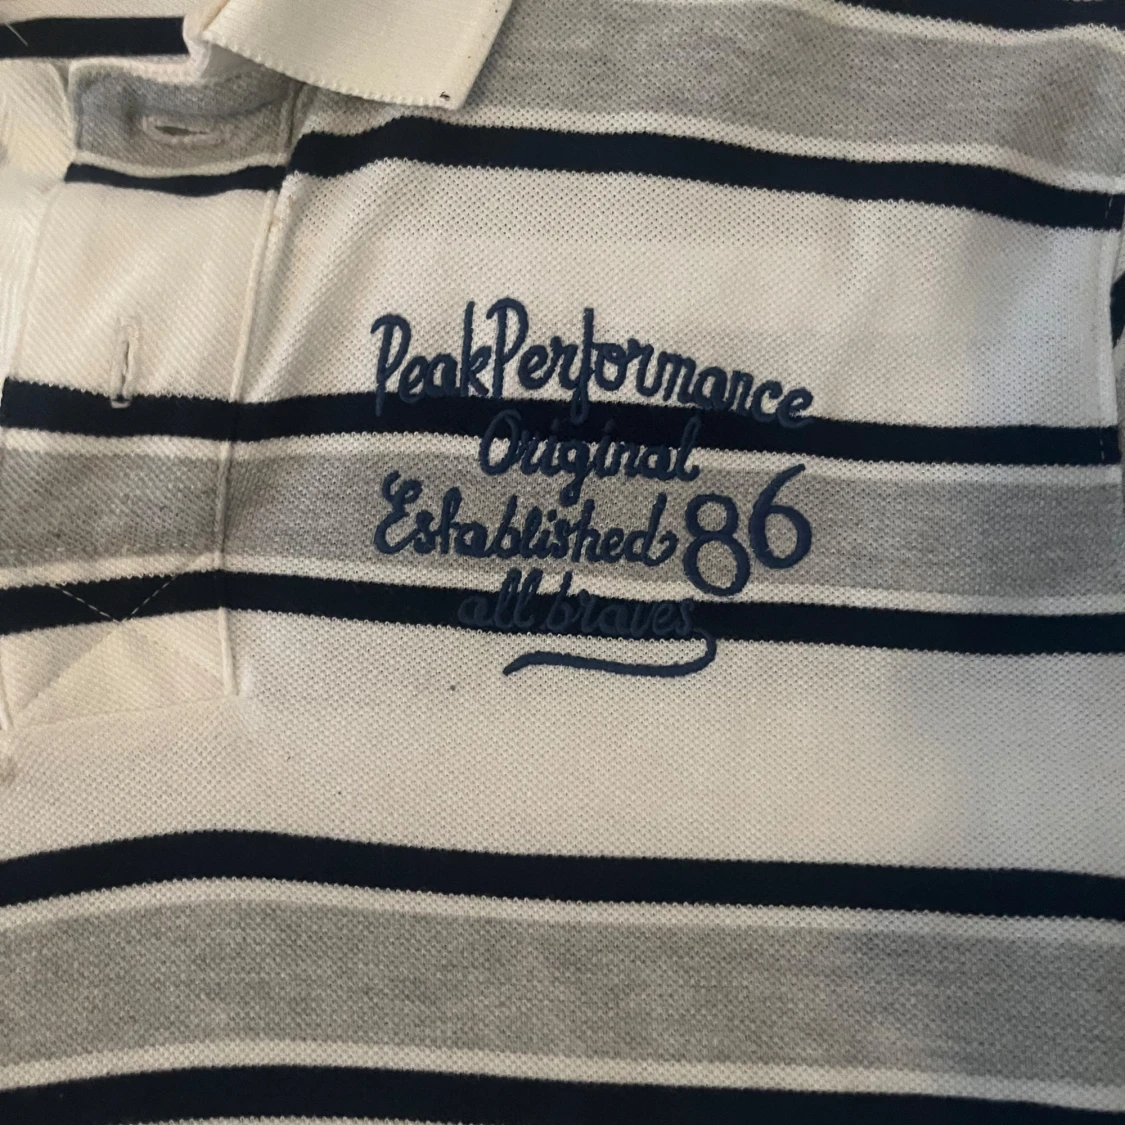 PeakPerformance
Original
Established 86
all braves